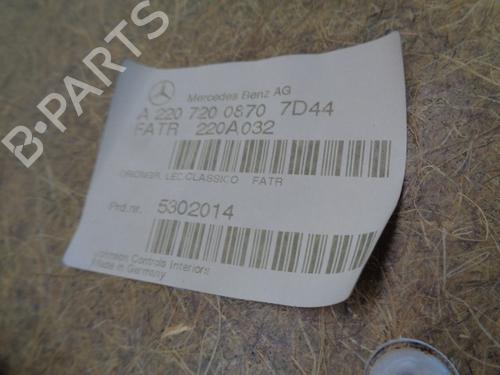 B-PARTS
Mercedes Benz AG
A 220 720 0870 7D44
FATR 220A032
ORIONGR. LEC.CLASSICO FATR
Prd.nr. 5302014
Johnson Controls Interiors
Made in Germany